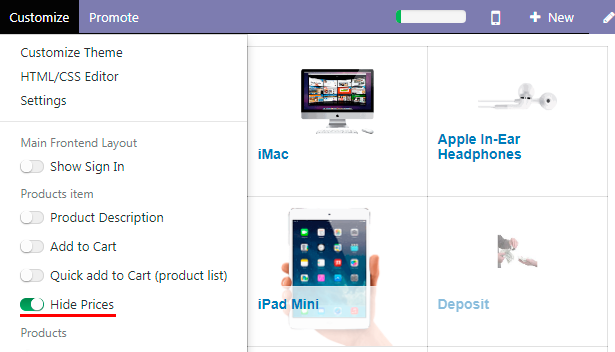 Customize Promote New
Customize Theme
HTML/CSS Editor
Settings
Main Frontend Layout
Show Sign In
Products item
Product Description
Add to Cart
Quick add to Cart (product list)
Hide Prices
Products
iMac
Apple In-Ear
Headphones
iPad Mini
Deposit